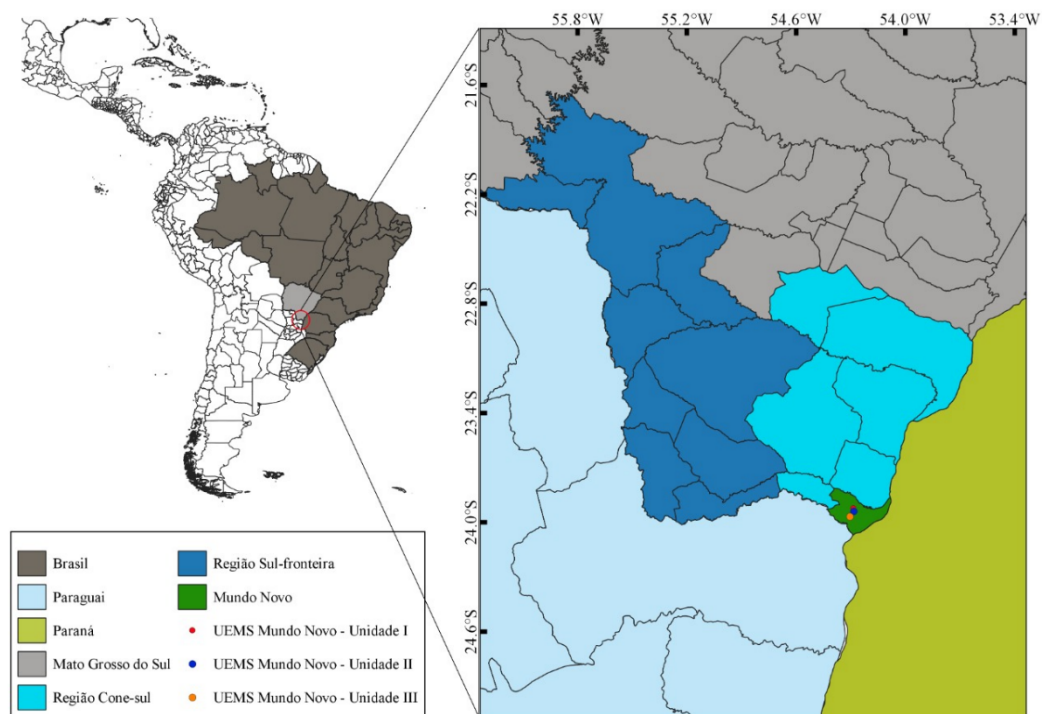 55.8°W 55.2°W 54.6°W 54.0°W 53.4°W
21.6°S
22.2°S
22.8°S
23.4°S
24.0°S
24.6°S
Brasil
Paraguai
Paraná
Mato Grosso do Sul
Região Cone-sul
Região Sul-fronteira
Mundo Novo
UEMS Mundo Novo - Unidade I
UEMS Mundo Novo - Unidade II
UEMS Mundo Novo - Unidade III